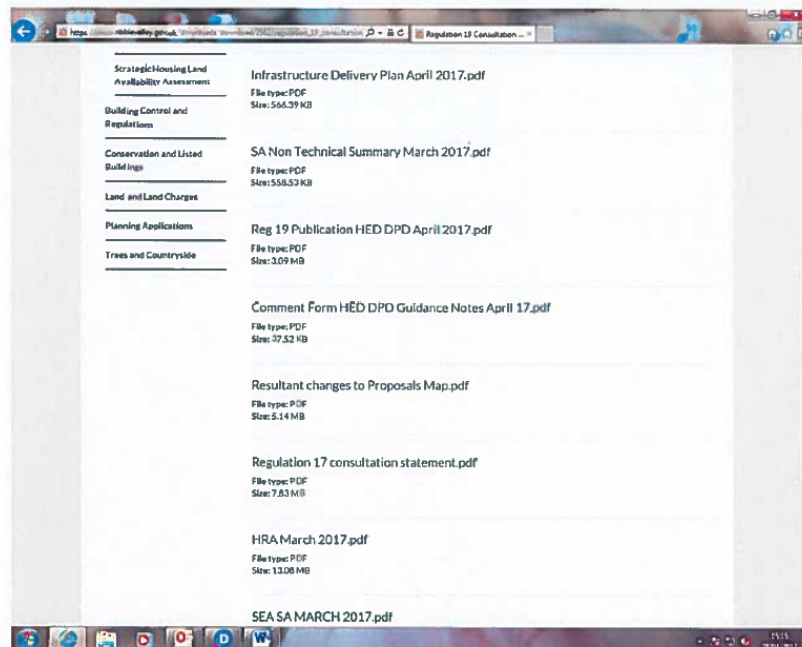 Regulation 19 Consultation ...
Strategic Housing Land
Availability Assessment
Building Control and
Regulations
Conservation and Listed
Buildings
Land and Land Charges
Planning Applications
Trees and Countryside
Infrastructure Delivery Plan April 2017.pdf
File type: PDF
Size: 566.39 KB
SA Non Technical Summary March 2017.pdf
File type: PDF
Size: 558.53 KB
Reg 19 Publication HED DPD April 2017.pdf
File type: PDF
Size: 3.09 MB
Comment Form HED DPD Guidance Notes April 17.pdf
File type: PDF
Size: 37.52 KB
Resultant changes to Proposals Map.pdf
File type: PDF
Size: 5.14 MB
Regulation 17 consultation statement.pdf
File type: PDF
Size: 7.83 MB
HRA March 2017.pdf
File type: PDF
Size: 13.08 MB
SEA SA MARCH 2017.pdf
15:15